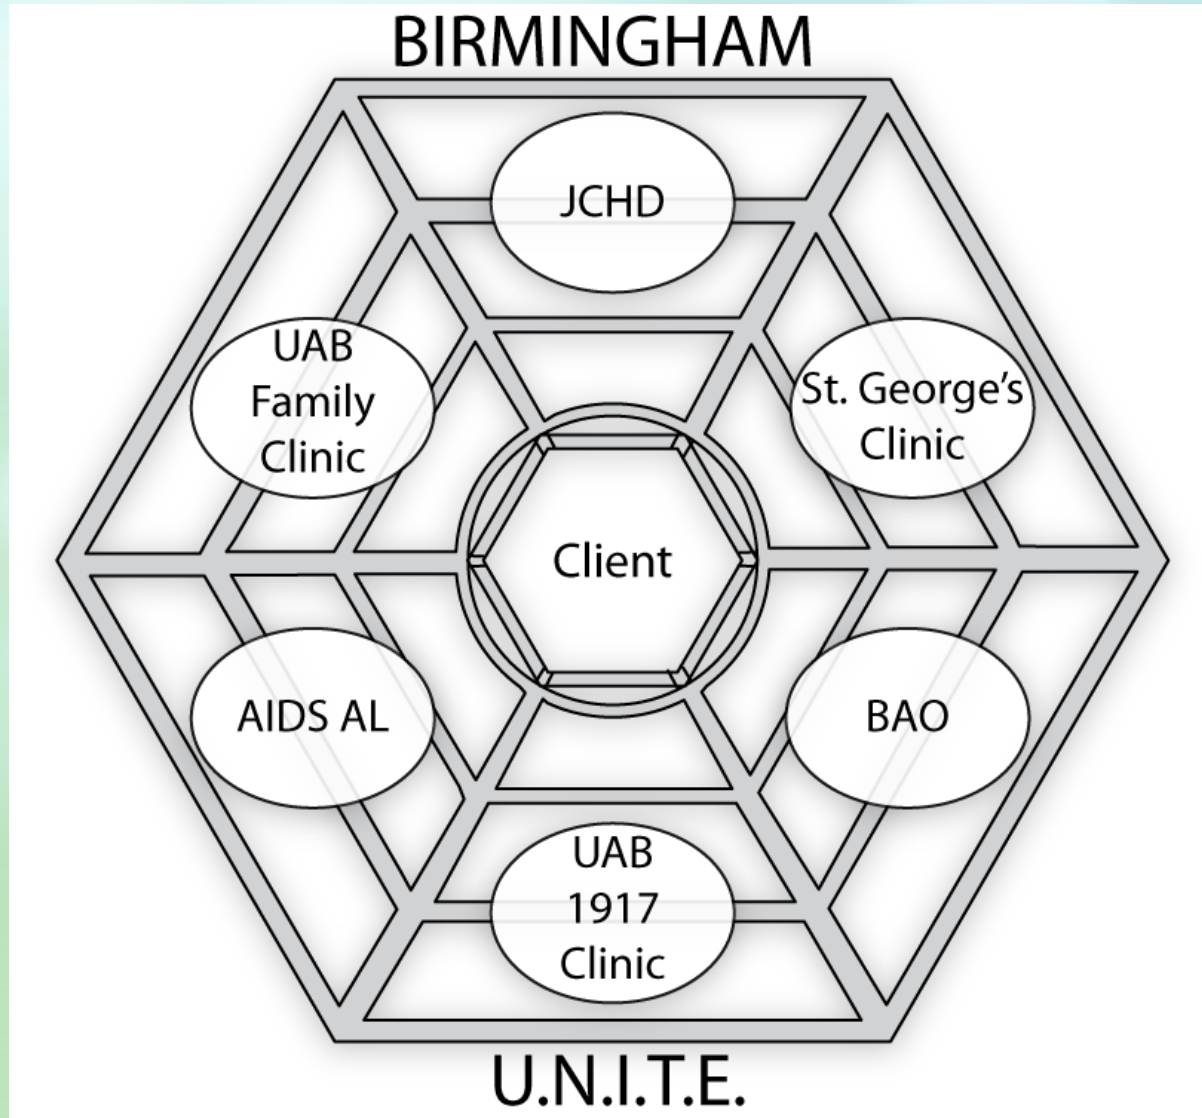 BIRMINGHAM
JCHD
UAB
Family
Clinic
St. George's
Clinic
Client
AIDS AL
BAO
UAB
1917
Clinic
U.N.I.T.E.